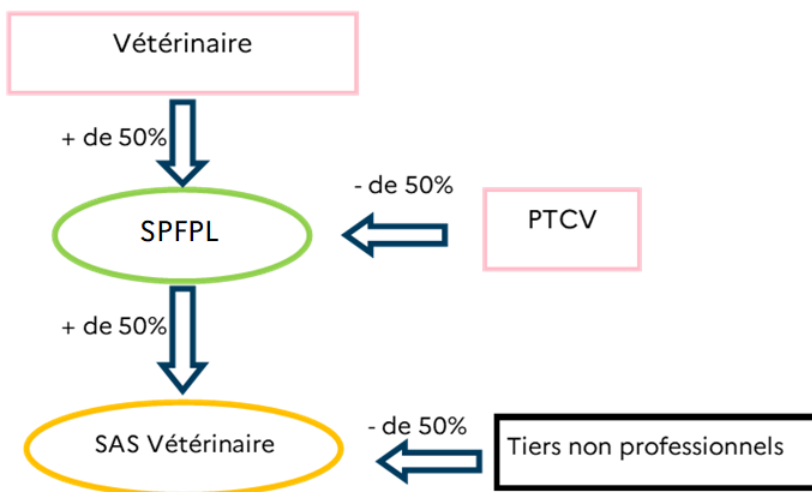 Vétérinaire
+ de 50%
- de 50%
SPFPL
PTCV
+ de 50%
- de 50%
SAS Vétérinaire
Tiers non professionnels